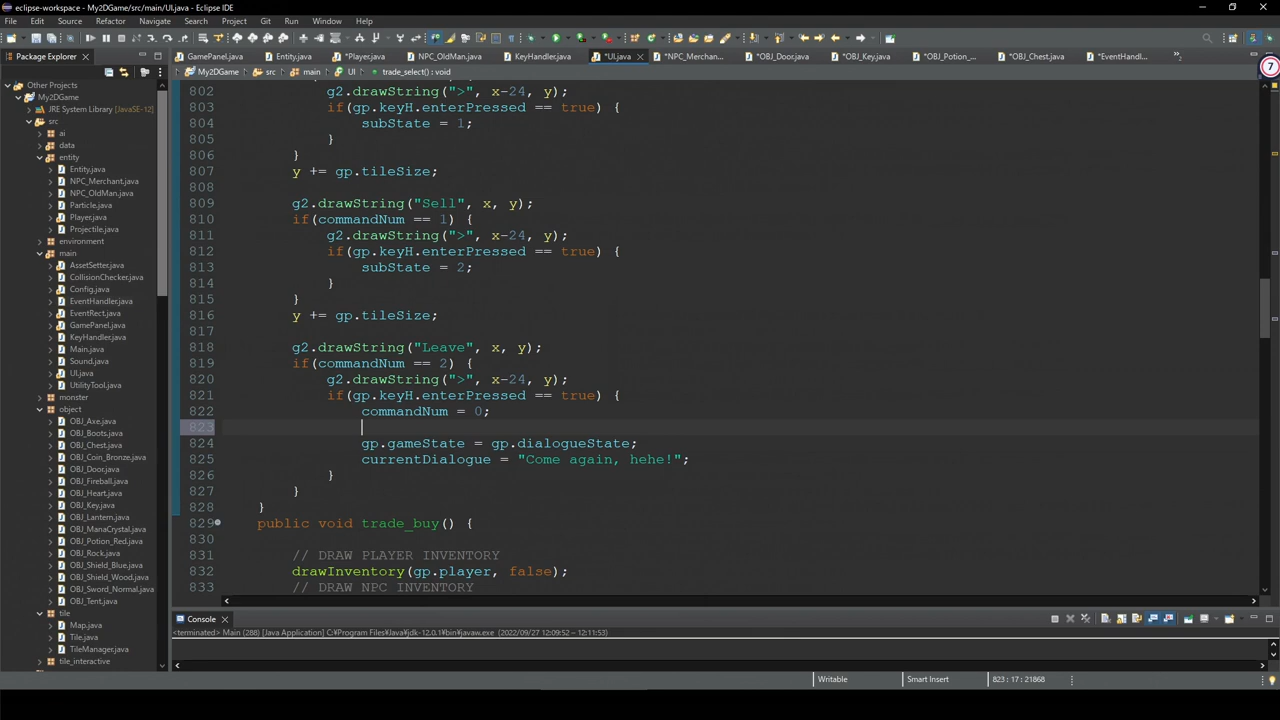 eclipse-workspace - My2DGame/src/main/UI.java - Eclipse IDE
File Edit Source Refactor Navigate Search Project Git Run Window Help
Package Explorer
GamePanel.java Entity.java *Player.java NPC_OldMan.java KeyHandler.java *UI.java *NPC_Merchan... *OBJ_Door.java *OBJ_Key.java *OBJ_Potion_... *OBJ_Chest.java *EventHandl...
7
My2DGame src main UI trade_select() : void
Other Projects
My2DGame
JRE System Library [JavaSE-12]
src
ai
data
entity
Entity.java
NPC_Merchant.java
NPC_OldMan.java
Particle.java
Player.java
Projectile.java
environment
main
AssetSetter.java
CollisionChecker.java
Config.java
EventHandler.java
EventRect.java
GamePanel.java
KeyHandler.java
Main.java
Sound.java
UI.java
UtilityTool.java
monster
object
OBJ_Axe.java
OBJ_Boots.java
OBJ_Chest.java
OBJ_Coin_Bronze.java
OBJ_Door.java
OBJ_Fireball.java
OBJ_Heart.java
OBJ_Key.java
OBJ_Lantern.java
OBJ_ManaCrystal.java
OBJ_Potion_Red.java
OBJ_Rock.java
OBJ_Shield_Blue.java
OBJ_Shield_Wood.java
OBJ_Sword_Normal.java
OBJ_Tent.java
tile
Map.java
Tile.java
TileManager.java
tile_interactive
802 g2.drawString(">", x-24, y);
803 if(gp.keyH.enterPressed == true) {
804 subState = 1;
805 }
806 }
807 y += gp.tileSize;
808
809 g2.drawString("Sell", x, y);
810 if(commandNum == 1) {
811 g2.drawString(">", x-24, y);
812 if(gp.keyH.enterPressed == true) {
813 subState = 2;
814 }
815 }
816 y += gp.tileSize;
817
818 g2.drawString("Leave", x, y);
819 if(commandNum == 2) {
820 g2.drawString(">", x-24, y);
821 if(gp.keyH.enterPressed == true) {
822 commandNum = 0;
823
824 gp.gameState = gp.dialogueState;
825 currentDialogue = "Come again, hehe!";
826 }
827 }
828 }
829 public void trade_buy() {
830
831 // DRAW PLAYER INVENTORY
832 drawInventory(gp.player, false);
833 // DRAW NPC INVENTORY
Console
<terminated> Main (288) [Java Application] C:\Program Files\Java\jdk-12.0.1\bin\javaw.exe (2022/09/27 12:09:52 – 12:11:53)
Writable Smart Insert 823 : 17 : 21868